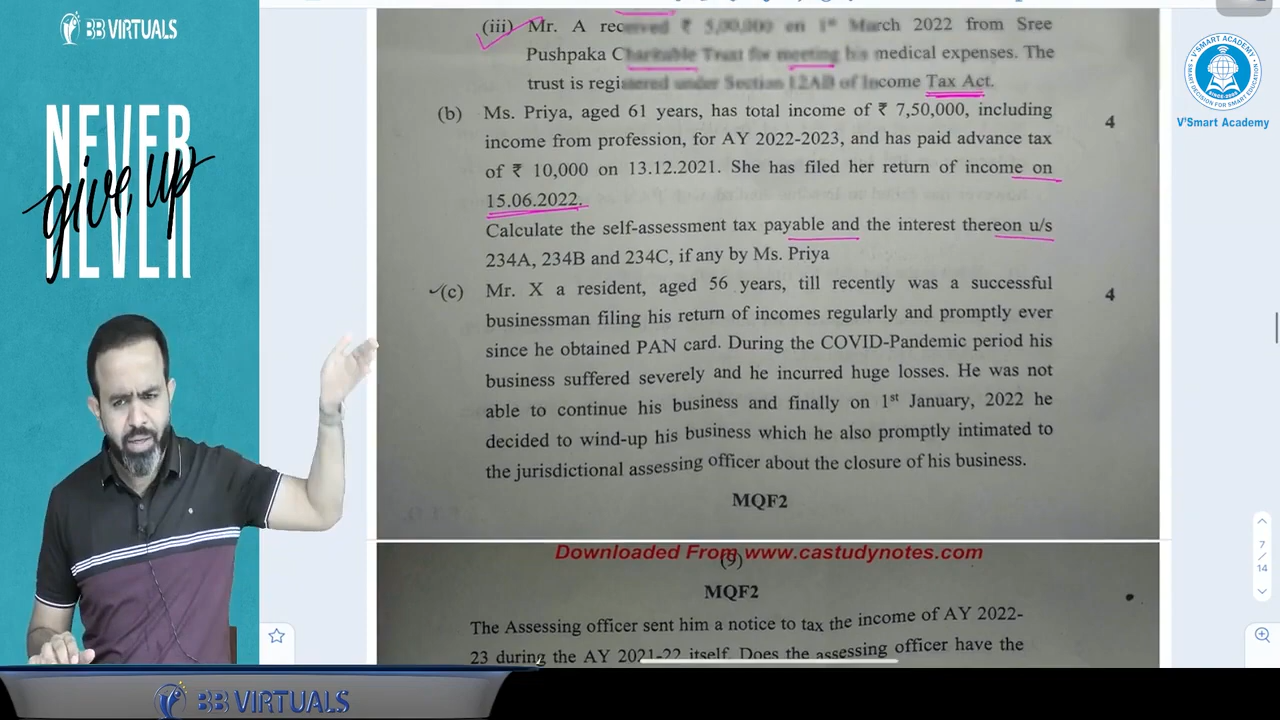 BB VIRTUALS
NEVER
give up
NEVER
V'SMART ACADEMY
V'Smart Academy
(iii) Mr. A received ₹ 5,00,000 on 1st March 2022 from Sree
Pushpaka Charitable Trust for meeting his medical expenses. The
trust is registered under Section 12AB of Income Tax Act.
(b) Ms. Priya, aged 61 years, has total income of ₹ 7,50,000, including 4
income from profession, for AY 2022-2023, and has paid advance tax
of ₹ 10,000 on 13.12.2021. She has filed her return of income on
15.06.2022.
Calculate the self-assessment tax payable and the interest thereon u/s
234A, 234B and 234C, if any by Ms. Priya
(c) Mr. X a resident, aged 56 years, till recently was a successful 4
businessman filing his return of incomes regularly and promptly ever
since he obtained PAN card. During the COVID-Pandemic period his
business suffered severely and he incurred huge losses. He was not
able to continue his business and finally on 1st January, 2022 he
decided to wind-up his business which he also promptly intimated to
the jurisdictional assessing officer about the closure of his business.
MQF2
Downloaded From www.castudynotes.com
(9)
MQF2
The Assessing officer sent him a notice to tax the income of AY 2022-
23 during the AY 2021-22 itself. Does the assessing officer have the
7
/
14
BB VIRTUALS